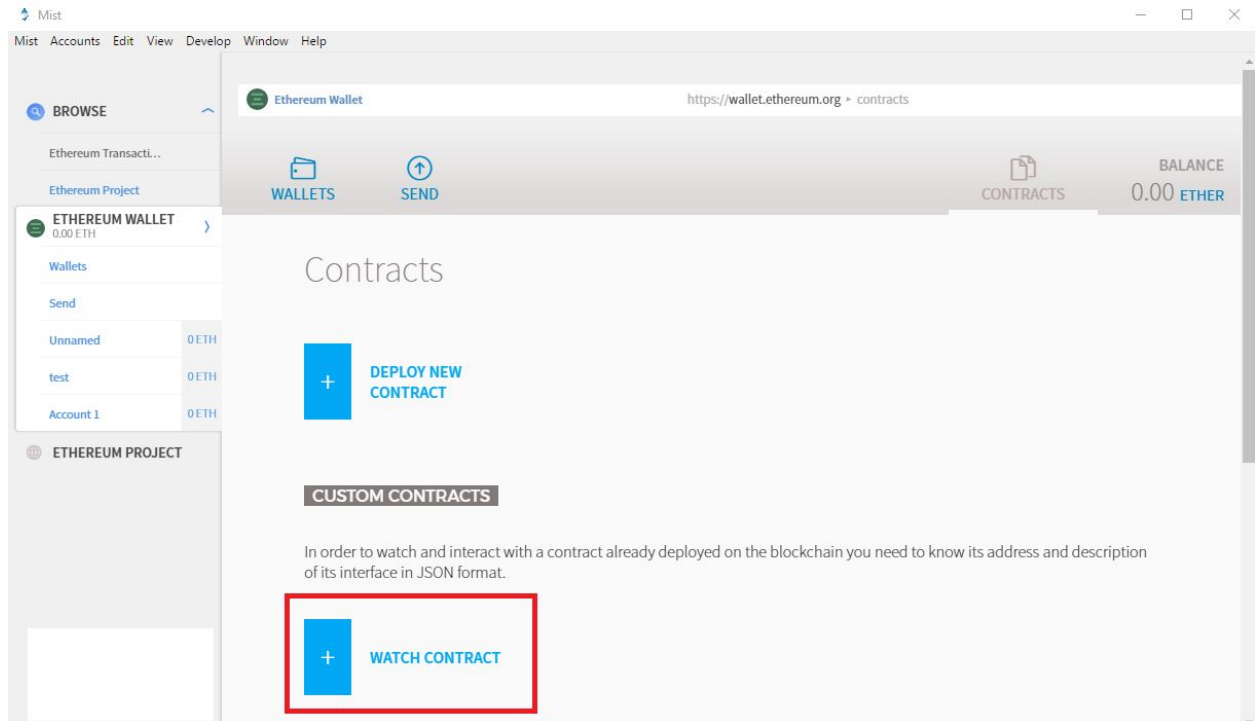 Mist
Mist Accounts Edit View Develop Window Help
BROWSE
Ethereum Transacti...
Ethereum Project
ETHEREUM WALLET
0.00 ETH
Wallets
Send
Unnamed 0 ETH
test 0 ETH
Account 1 0 ETH
ETHEREUM PROJECT
Ethereum Wallet https://wallet.ethereum.org ▸ contracts
WALLETS SEND CONTRACTS
BALANCE
0.00 ETHER
Contracts
+ DEPLOY NEW
CONTRACT
CUSTOM CONTRACTS
In order to watch and interact with a contract already deployed on the blockchain you need to know its address and description
of its interface in JSON format.
+ WATCH CONTRACT